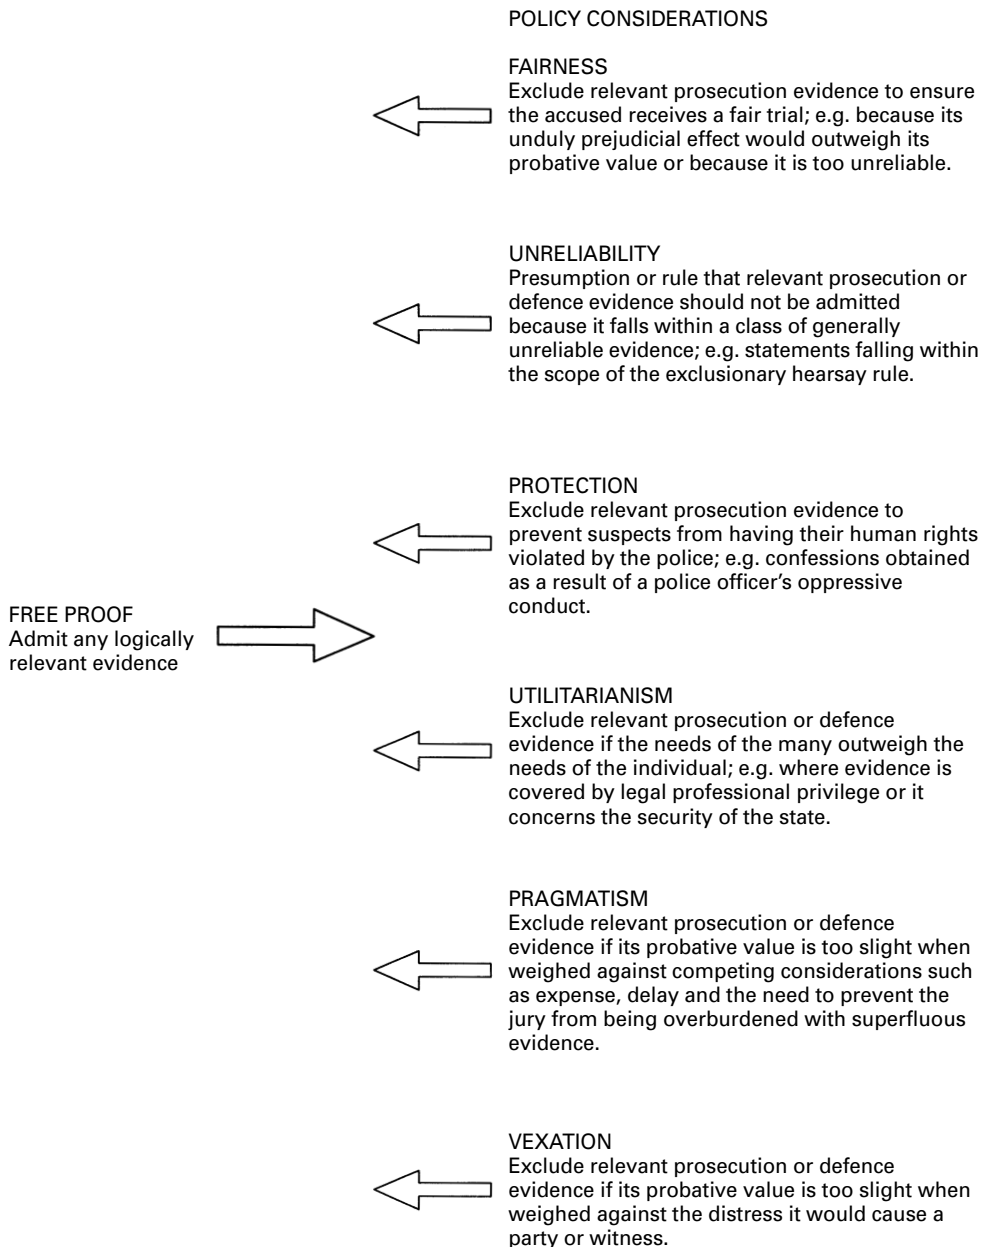 POLICY CONSIDERATIONS
FAIRNESS
Exclude relevant prosecution evidence to ensure
the accused receives a fair trial; e.g. because its
unduly prejudicial effect would outweigh its
probative value or because it is too unreliable.
UNRELIABILITY
Presumption or rule that relevant prosecution or
defence evidence should not be admitted
because it falls within a class of generally
unreliable evidence; e.g. statements falling within
the scope of the exclusionary hearsay rule.
PROTECTION
Exclude relevant prosecution evidence to
prevent suspects from having their human rights
violated by the police; e.g. confessions obtained
as a result of a police officer’s oppressive
conduct.
FREE PROOF
Admit any logically
relevant evidence
UTILITARIANISM
Exclude relevant prosecution or defence
evidence if the needs of the many outweigh the
needs of the individual; e.g. where evidence is
covered by legal professional privilege or it
concerns the security of the state.
PRAGMATISM
Exclude relevant prosecution or defence
evidence if its probative value is too slight when
weighed against competing considerations such
as expense, delay and the need to prevent the
jury from being overburdened with superfluous
evidence.
VEXATION
Exclude relevant prosecution or defence
evidence if its probative value is too slight when
weighed against the distress it would cause a
party or witness.